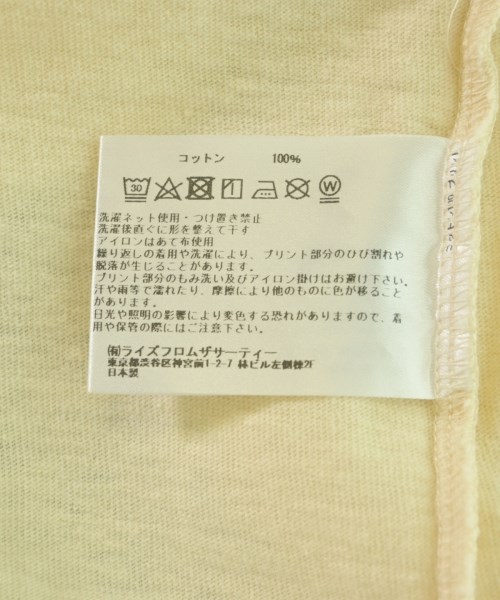 コットン 100%
30
W
洗濯ネット使用・つけ置き禁止
洗濯後直ぐに形を整えて干す
アイロンはあて布使用
繰り返しの着用や洗濯により、プリント部分のひび割れや
脱落が生じることがあります。
プリント部分のもみ洗い及びアイロン掛けはお避け下さい。
汗や雨等で濡れたり、摩擦により他のものに色が移ること
があります。
日光や照明の影響により変色する恐れがありますので、着
用や保管の際にはご注意下さい。
㈲ライズフロムザサーティー
東京都渋谷区神宮前1-2-7 林ビル左側棟2F
日本製